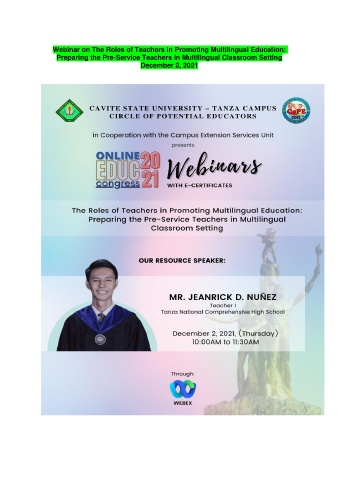 Webinar on The Roles of Teachers in Promoting Multilingual Education:
Preparing the Pre-Service Teachers in Multilingual Classroom Setting
December 2, 2021
CAVITE STATE UNIVERSITY – TANZA CAMPUS
CIRCLE OF POTENTIAL EDUCATORS
in Cooperation with the Campus Extension Services Unit
presents
ONLINE
EDUC
congress
20
21
Webinars
WITH E-CERTIFICATES
The Roles of Teachers in Promoting Multilingual Education:
Preparing the Pre-Service Teachers in Multilingual
Classroom Setting
OUR RESOURCE SPEAKER:
MR. JEANRICK D. NUÑEZ
Teacher I
Tanza National Comprehensive High School
December 2, 2021, (Thursday)
10:00AM to 11:30AM
Through:
WEBEX